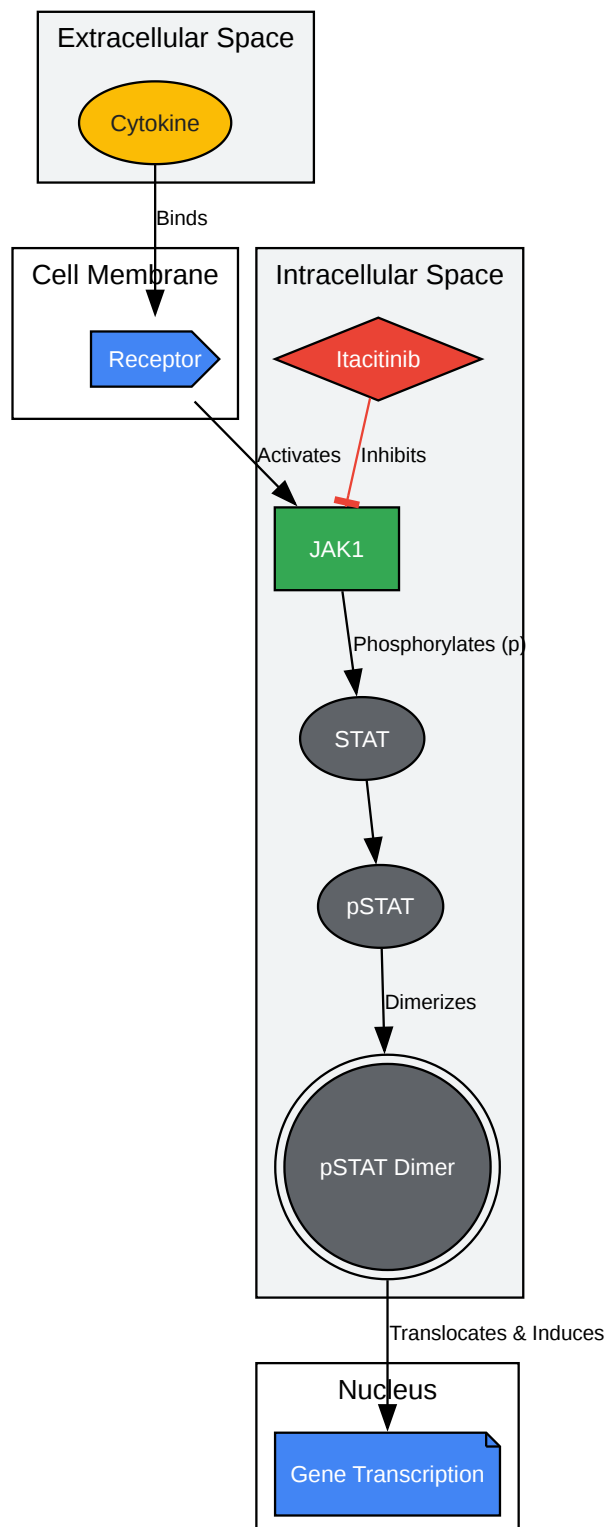 Extracellular Space
Cytokine
Binds
Cell Membrane
Receptor
Intracellular Space
Itacitinib
Activates
Inhibits
JAK1
Phosphorylates (p)
STAT
pSTAT
Dimerizes
pSTAT Dimer
Translocates & Induces
Nucleus
Gene Transcription